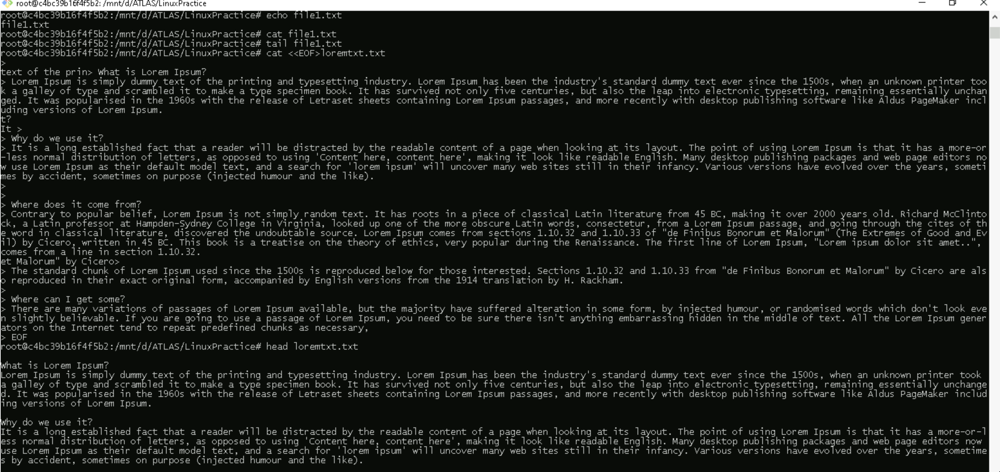 root@c4bc39b16f4f5b2: /mnt/d/ATLAS/LinuxPractice
root@c4bc39b16f4f5b2:/mnt/d/ATLAS/LinuxPractice# echo file1.txt
file1.txt
root@c4bc39b16f4f5b2:/mnt/d/ATLAS/LinuxPractice# cat file1.txt
root@c4bc39b16f4f5b2:/mnt/d/ATLAS/LinuxPractice# tail file1.txt
root@c4bc39b16f4f5b2:/mnt/d/ATLAS/LinuxPractice# cat <<EOF>loremtxt.txt
>
text of the prin> What is Lorem Ipsum?
> Lorem Ipsum is simply dummy text of the printing and typesetting industry. Lorem Ipsum has been the industry's standard dummy text ever since the 1500s, when an unknown printer too
k a galley of type and scrambled it to make a type specimen book. It has survived not only five centuries, but also the leap into electronic typesetting, remaining essentially unchan
ged. It was popularised in the 1960s with the release of Letraset sheets containing Lorem Ipsum passages, and more recently with desktop publishing software like Aldus PageMaker incl
uding versions of Lorem Ipsum.
t?
It >
> Why do we use it?
> It is a long established fact that a reader will be distracted by the readable content of a page when looking at its layout. The point of using Lorem Ipsum is that it has a more-or
-less normal distribution of letters, as opposed to using 'Content here, content here', making it look like readable English. Many desktop publishing packages and web page editors no
w use Lorem Ipsum as their default model text, and a search for 'lorem ipsum' will uncover many web sites still in their infancy. Various versions have evolved over the years, someti
mes by accident, sometimes on purpose (injected humour and the like).
>
>
> Where does it come from?
> Contrary to popular belief, Lorem Ipsum is not simply random text. It has roots in a piece of classical Latin literature from 45 BC, making it over 2000 years old. Richard McClinto
ck, a Latin professor at Hampden-Sydney College in Virginia, looked up one of the more obscure Latin words, consectetur, from a Lorem Ipsum passage, and going through the cites of th
e word in classical literature, discovered the undoubtable source. Lorem Ipsum comes from sections 1.10.32 and 1.10.33 of "de Finibus Bonorum et Malorum" (The Extremes of Good and Ev
il) by Cicero, written in 45 BC. This book is a treatise on the theory of ethics, very popular during the Renaissance. The first line of Lorem Ipsum, "Lorem ipsum dolor sit amet..",
comes from a line in section 1.10.32.
et Malorum" by Cicero>
> The standard chunk of Lorem Ipsum used since the 1500s is reproduced below for those interested. Sections 1.10.32 and 1.10.33 from "de Finibus Bonorum et Malorum" by Cicero are als
o reproduced in their exact original form, accompanied by English versions from the 1914 translation by H. Rackham.
>
> Where can I get some?
> There are many variations of passages of Lorem Ipsum available, but the majority have suffered alteration in some form, by injected humour, or randomised words which don't look eve
n slightly believable. If you are going to use a passage of Lorem Ipsum, you need to be sure there isn't anything embarrassing hidden in the middle of text. All the Lorem Ipsum gener
ators on the Internet tend to repeat predefined chunks as necessary,
> EOF
root@c4bc39b16f4f5b2:/mnt/d/ATLAS/LinuxPractice# head loremtxt.txt
What is Lorem Ipsum?
Lorem Ipsum is simply dummy text of the printing and typesetting industry. Lorem Ipsum has been the industry's standard dummy text ever since the 1500s, when an unknown printer took
a galley of type and scrambled it to make a type specimen book. It has survived not only five centuries, but also the leap into electronic typesetting, remaining essentially unchange
d. It was popularised in the 1960s with the release of Letraset sheets containing Lorem Ipsum passages, and more recently with desktop publishing software like Aldus PageMaker includ
ing versions of Lorem Ipsum.
Why do we use it?
It is a long established fact that a reader will be distracted by the readable content of a page when looking at its layout. The point of using Lorem Ipsum is that it has a more-or-l
ess normal distribution of letters, as opposed to using 'Content here, content here', making it look like readable English. Many desktop publishing packages and web page editors now
use Lorem Ipsum as their default model text, and a search for 'lorem ipsum' will uncover many web sites still in their infancy. Various versions have evolved over the years, sometime
s by accident, sometimes on purpose (injected humour and the like).